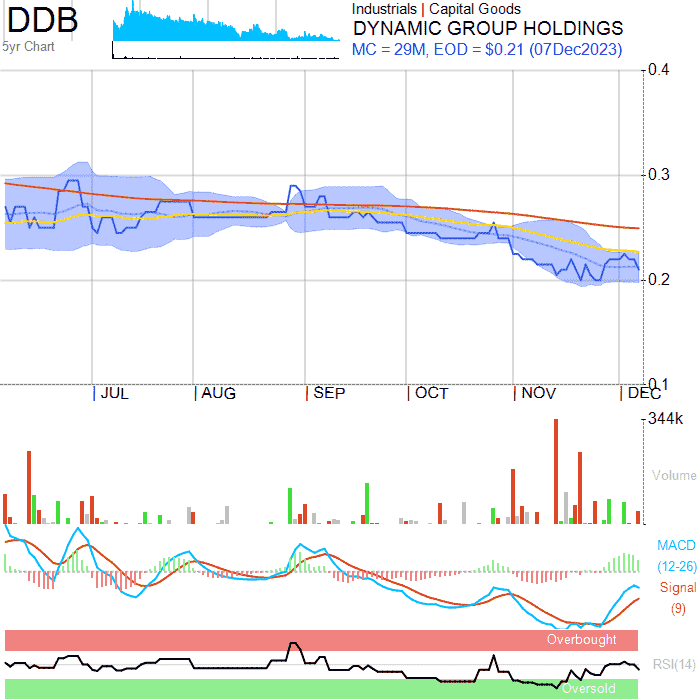 DDB
5yr Chart
Industrials | Capital Goods
DYNAMIC GROUP HOLDINGS
MC = 29M, EOD = $0.21 (07Dec2023)
0.4
0.3
0.2
0.1
JUL
AUG
SEP
OCT
NOV
DEC
344k
Volume
MACD
(12-26)
Signal
(9)
Overbought
RSI(14)
Oversold